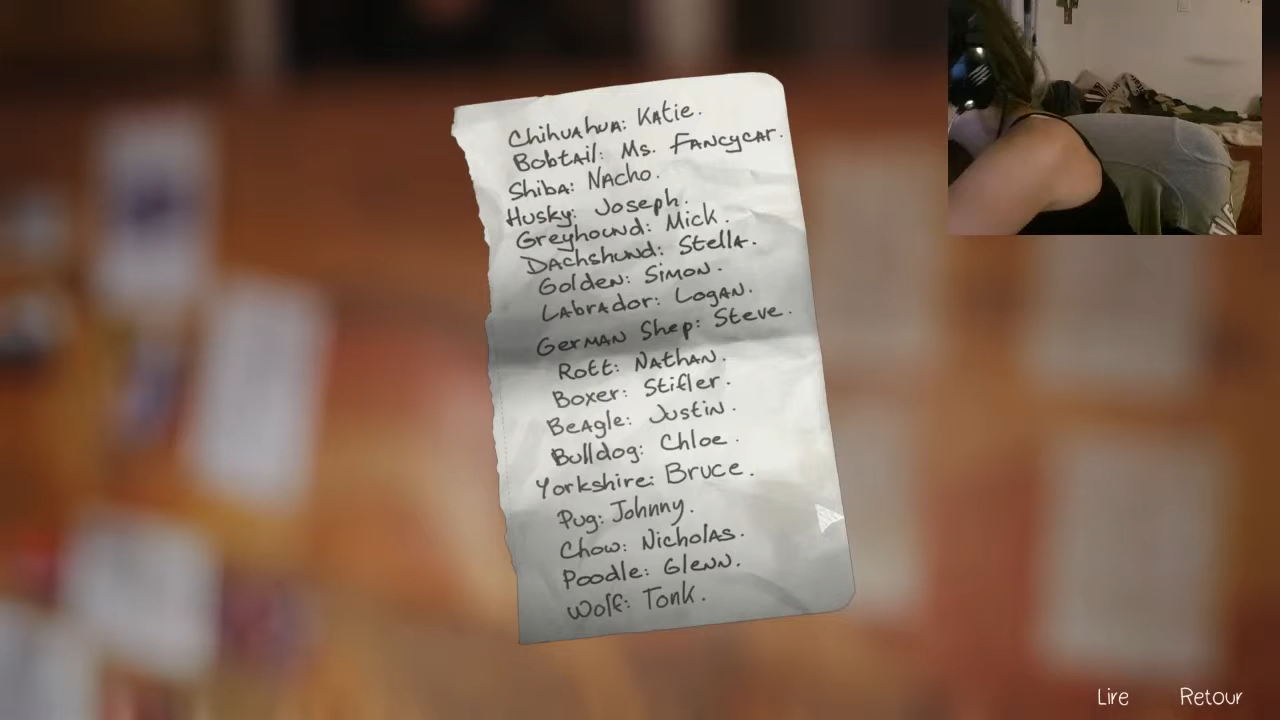 Chihuahua: Katie.
Bobtail: Ms. Fancycar.
Shiba: Nacho.
Husky: Joseph.
Greyhound: Mick.
Dachshund: Stella.
Golden: Simon.
Labrador: Logan.
German Shep: Steve.
Rott: Nathan.
Boxer: Stifler.
Beagle: Justin.
Bulldog: Chloe.
Yorkshire: Bruce.
Pug: Johnny.
Chow: Nicholas.
Poodle: Glenn.
Wolf: Tonk.
Lire Retour